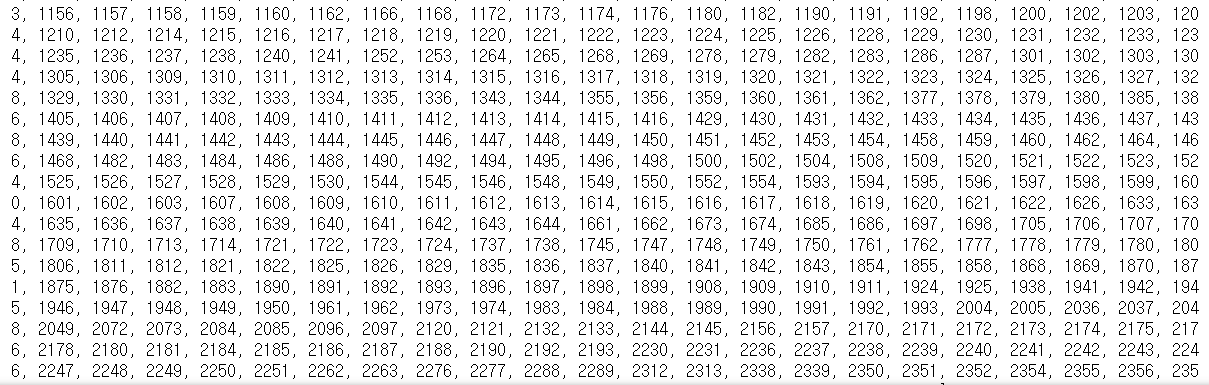 3, 1156, 1157, 1158, 1159, 1160, 1162, 1166, 1168, 1172, 1173, 1174, 1176, 1180, 1182, 1190, 1191, 1192, 1198, 1200, 1202, 1203, 120
4, 1210, 1212, 1214, 1215, 1216, 1217, 1218, 1219, 1220, 1221, 1222, 1223, 1224, 1225, 1226, 1228, 1229, 1230, 1231, 1232, 1233, 123
4, 1235, 1236, 1237, 1238, 1240, 1241, 1252, 1253, 1264, 1265, 1268, 1269, 1278, 1279, 1282, 1283, 1286, 1287, 1301, 1302, 1303, 130
4, 1305, 1306, 1309, 1310, 1311, 1312, 1313, 1314, 1315, 1316, 1317, 1318, 1319, 1320, 1321, 1322, 1323, 1324, 1325, 1326, 1327, 132
8, 1329, 1330, 1331, 1332, 1333, 1334, 1335, 1336, 1343, 1344, 1355, 1356, 1359, 1360, 1361, 1362, 1377, 1378, 1379, 1380, 1385, 138
6, 1405, 1406, 1407, 1408, 1409, 1410, 1411, 1412, 1413, 1414, 1415, 1416, 1429, 1430, 1431, 1432, 1433, 1434, 1435, 1436, 1437, 143
8, 1439, 1440, 1441, 1442, 1443, 1444, 1445, 1446, 1447, 1448, 1449, 1450, 1451, 1452, 1453, 1454, 1458, 1459, 1460, 1462, 1464, 146
6, 1468, 1482, 1483, 1484, 1486, 1488, 1490, 1492, 1494, 1495, 1496, 1498, 1500, 1502, 1504, 1508, 1509, 1520, 1521, 1522, 1523, 152
4, 1525, 1526, 1527, 1528, 1529, 1530, 1544, 1545, 1546, 1548, 1549, 1550, 1552, 1554, 1593, 1594, 1595, 1596, 1597, 1598, 1599, 160
0, 1601, 1602, 1603, 1607, 1608, 1609, 1610, 1611, 1612, 1613, 1614, 1615, 1616, 1617, 1618, 1619, 1620, 1621, 1622, 1626, 1633, 163
4, 1635, 1636, 1637, 1638, 1639, 1640, 1641, 1642, 1643, 1644, 1661, 1662, 1673, 1674, 1685, 1686, 1697, 1698, 1705, 1706, 1707, 170
8, 1709, 1710, 1713, 1714, 1721, 1722, 1723, 1724, 1737, 1738, 1745, 1747, 1748, 1749, 1750, 1761, 1762, 1777, 1778, 1779, 1780, 180
5, 1806, 1811, 1812, 1821, 1822, 1825, 1826, 1829, 1835, 1836, 1837, 1840, 1841, 1842, 1843, 1854, 1855, 1858, 1868, 1869, 1870, 187
1, 1875, 1876, 1882, 1883, 1890, 1891, 1892, 1893, 1896, 1897, 1898, 1899, 1908, 1909, 1910, 1911, 1924, 1925, 1938, 1941, 1942, 194
5, 1946, 1947, 1948, 1949, 1950, 1961, 1962, 1973, 1974, 1983, 1984, 1988, 1989, 1990, 1991, 1992, 1993, 2004, 2005, 2036, 2037, 204
8, 2049, 2072, 2073, 2084, 2085, 2096, 2097, 2120, 2121, 2132, 2133, 2144, 2145, 2156, 2157, 2170, 2171, 2172, 2173, 2174, 2175, 217
6, 2178, 2180, 2181, 2184, 2185, 2186, 2187, 2188, 2190, 2192, 2193, 2230, 2231, 2236, 2237, 2238, 2239, 2240, 2241, 2242, 2243, 224
6, 2247, 2248, 2249, 2250, 2251, 2262, 2263, 2276, 2277, 2288, 2289, 2312, 2313, 2338, 2339, 2350, 2351, 2352, 2354, 2355, 2356, 235